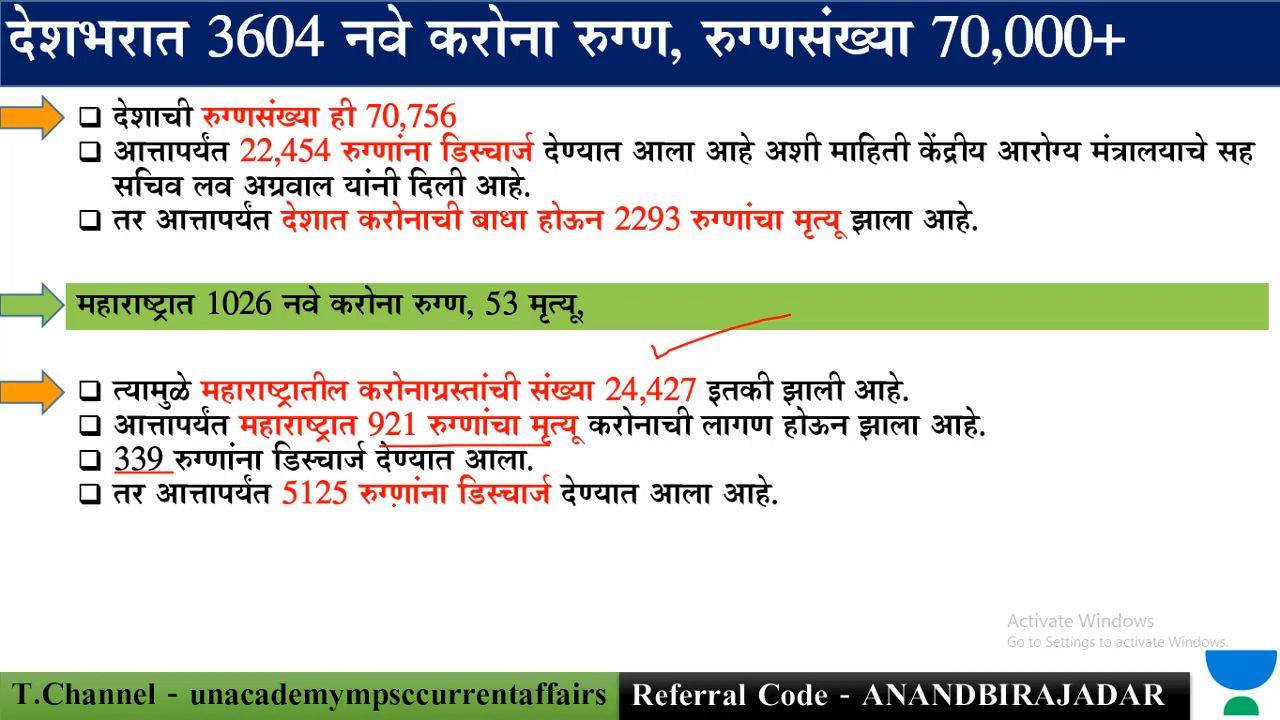 देशभरात 3604 नवे करोना रुग्ण, रुग्णसंख्या 70,000+
❑ देशाची रुग्णसंख्या ही 70,756
❑ आत्तापर्यंत 22,454 रुग्णांना डिस्चार्ज देण्यात आला आहे अशी माहिती केंद्रीय आरोग्य मंत्रालयाचे सह
सचिव लव अग्रवाल यांनी दिली आहे.
❑ तर आत्तापर्यंत देशात करोनाची बाधा होऊन 2293 रुग्णांचा मृत्यू झाला आहे.
महाराष्ट्रात 1026 नवे करोना रुग्ण, 53 मृत्यू,
❑ त्यामुळे महाराष्ट्रातील करोनाग्रस्तांची संख्या 24,427 इतकी झाली आहे.
❑ आत्तापर्यंत महाराष्ट्रात 921 रुग्णांचा मृत्यू करोनाची लागण होऊन झाला आहे.
❑ 339 रुग्णांना डिस्चार्ज देण्यात आला.
❑ तर आत्तापर्यंत 5125 रुग्णांना डिस्चार्ज देण्यात आला आहे.
Activate Windows
Go to Settings to activate Windows.
T.Channel - unacademympsccurrentaffairs Referral Code - ANANDBIRAJADAR